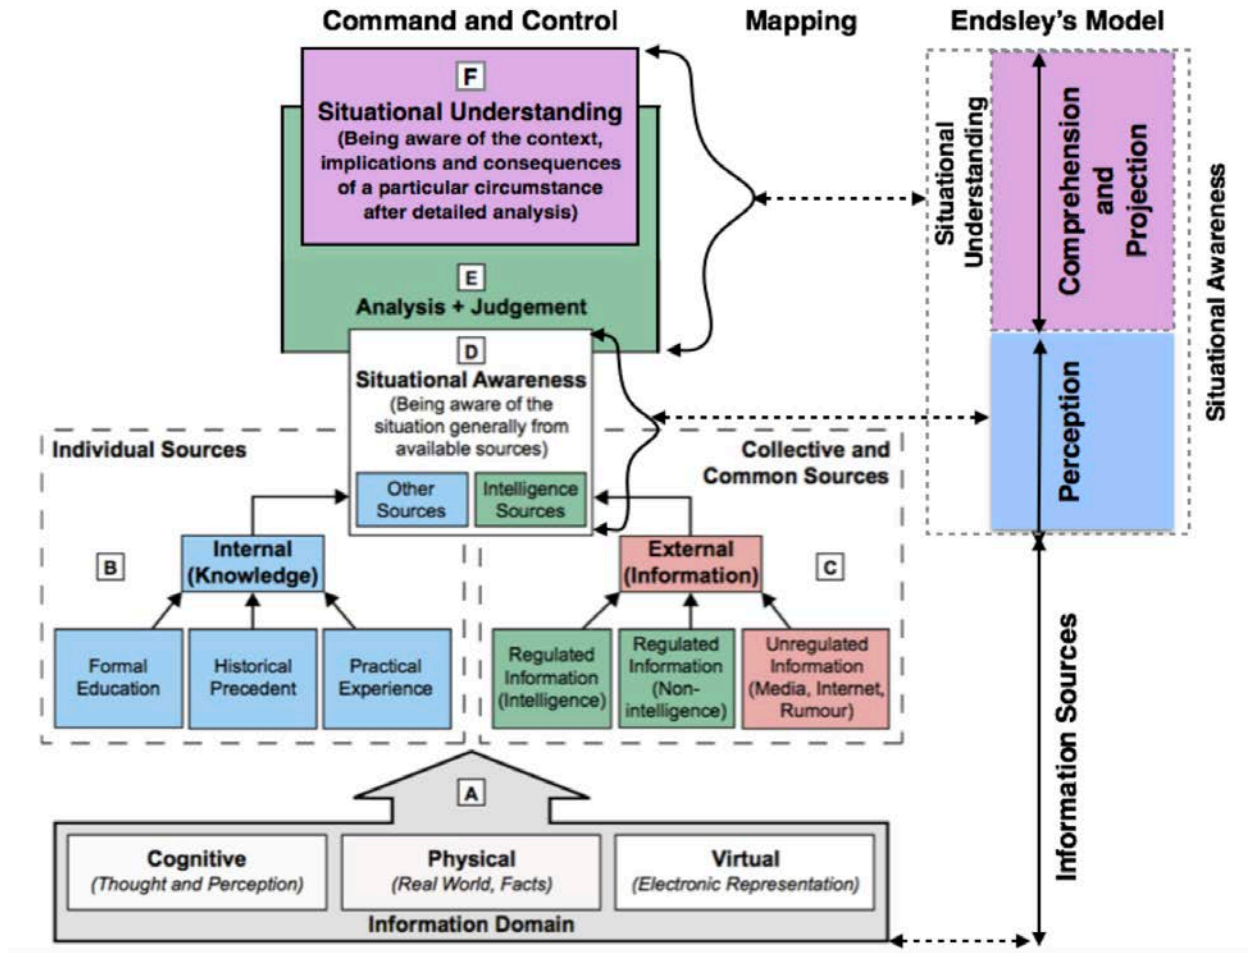 Command and Control
Mapping
Endsley's Model
F
Situational Understanding
(Being aware of the context,
implications and consequences
of a particular circumstance
after detailed analysis)
E
Analysis + Judgement
D
Situational Awareness
(Being aware of the
situation generally from
available sources)
Other
Sources
Intelligence
Sources
Individual Sources
Collective and
Common Sources
B
Internal
(Knowledge)
External
(Information)
C
Formal
Education
Historical
Precedent
Practical
Experience
Regulated
Information
(Intelligence)
Regulated
Information
(Non-
intelligence)
Unregulated
Information
(Media, Internet,
Rumour)
A
Cognitive
(Thought and Perception)
Physical
(Real World, Facts)
Virtual
(Electronic Representation)
Information Domain
Situational
Understanding
Comprehension
and
Projection
Situational Awareness
Perception
Information Sources